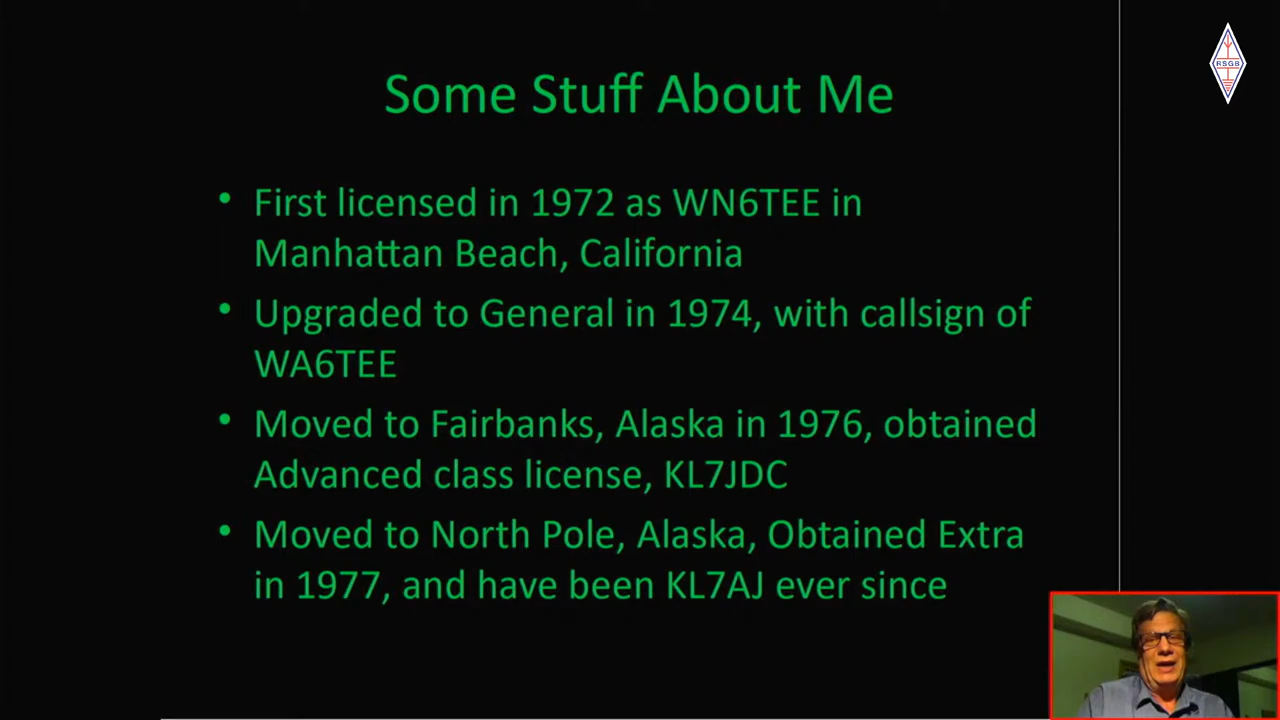 RSGB
Some Stuff About Me
• First licensed in 1972 as WN6TEE in
Manhattan Beach, California
• Upgraded to General in 1974, with callsign of
WA6TEE
• Moved to Fairbanks, Alaska in 1976, obtained
Advanced class license, KL7JDC
• Moved to North Pole, Alaska, Obtained Extra
in 1977, and have been KL7AJ ever since